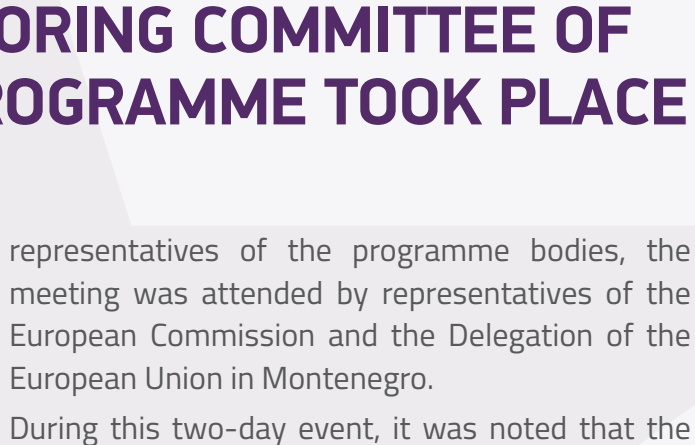 ORING COMMITTEE OF
ROGRAMME TOOK PLACE
representatives of the programme bodies, the
meeting was attended by representatives of the
European Commission and the Delegation of the
European Union in Montenegro.
During this two-day event, it was noted that the